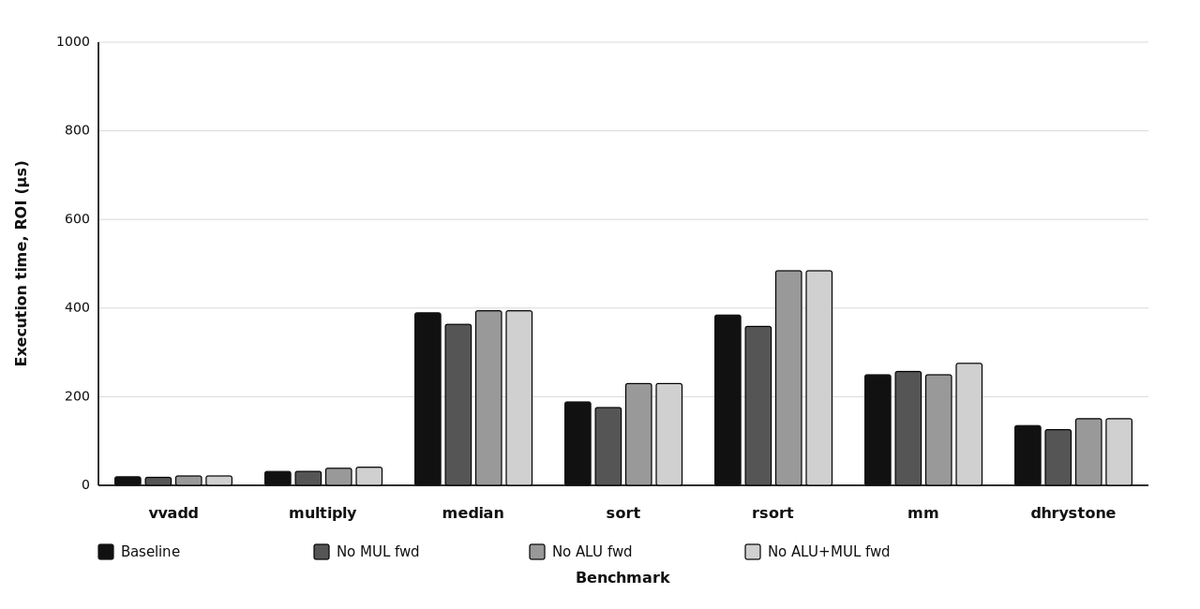 Execution time, ROI (µs)
1000
800
600
400
200
0
vvadd multiply median sort rsort mm dhrystone
Baseline No MUL fwd No ALU fwd No ALU+MUL fwd
Benchmark